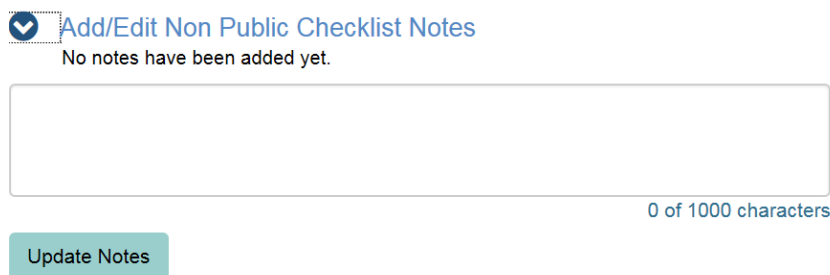 Add/Edit Non Public Checklist Notes
No notes have been added yet.
0 of 1000 characters
Update Notes